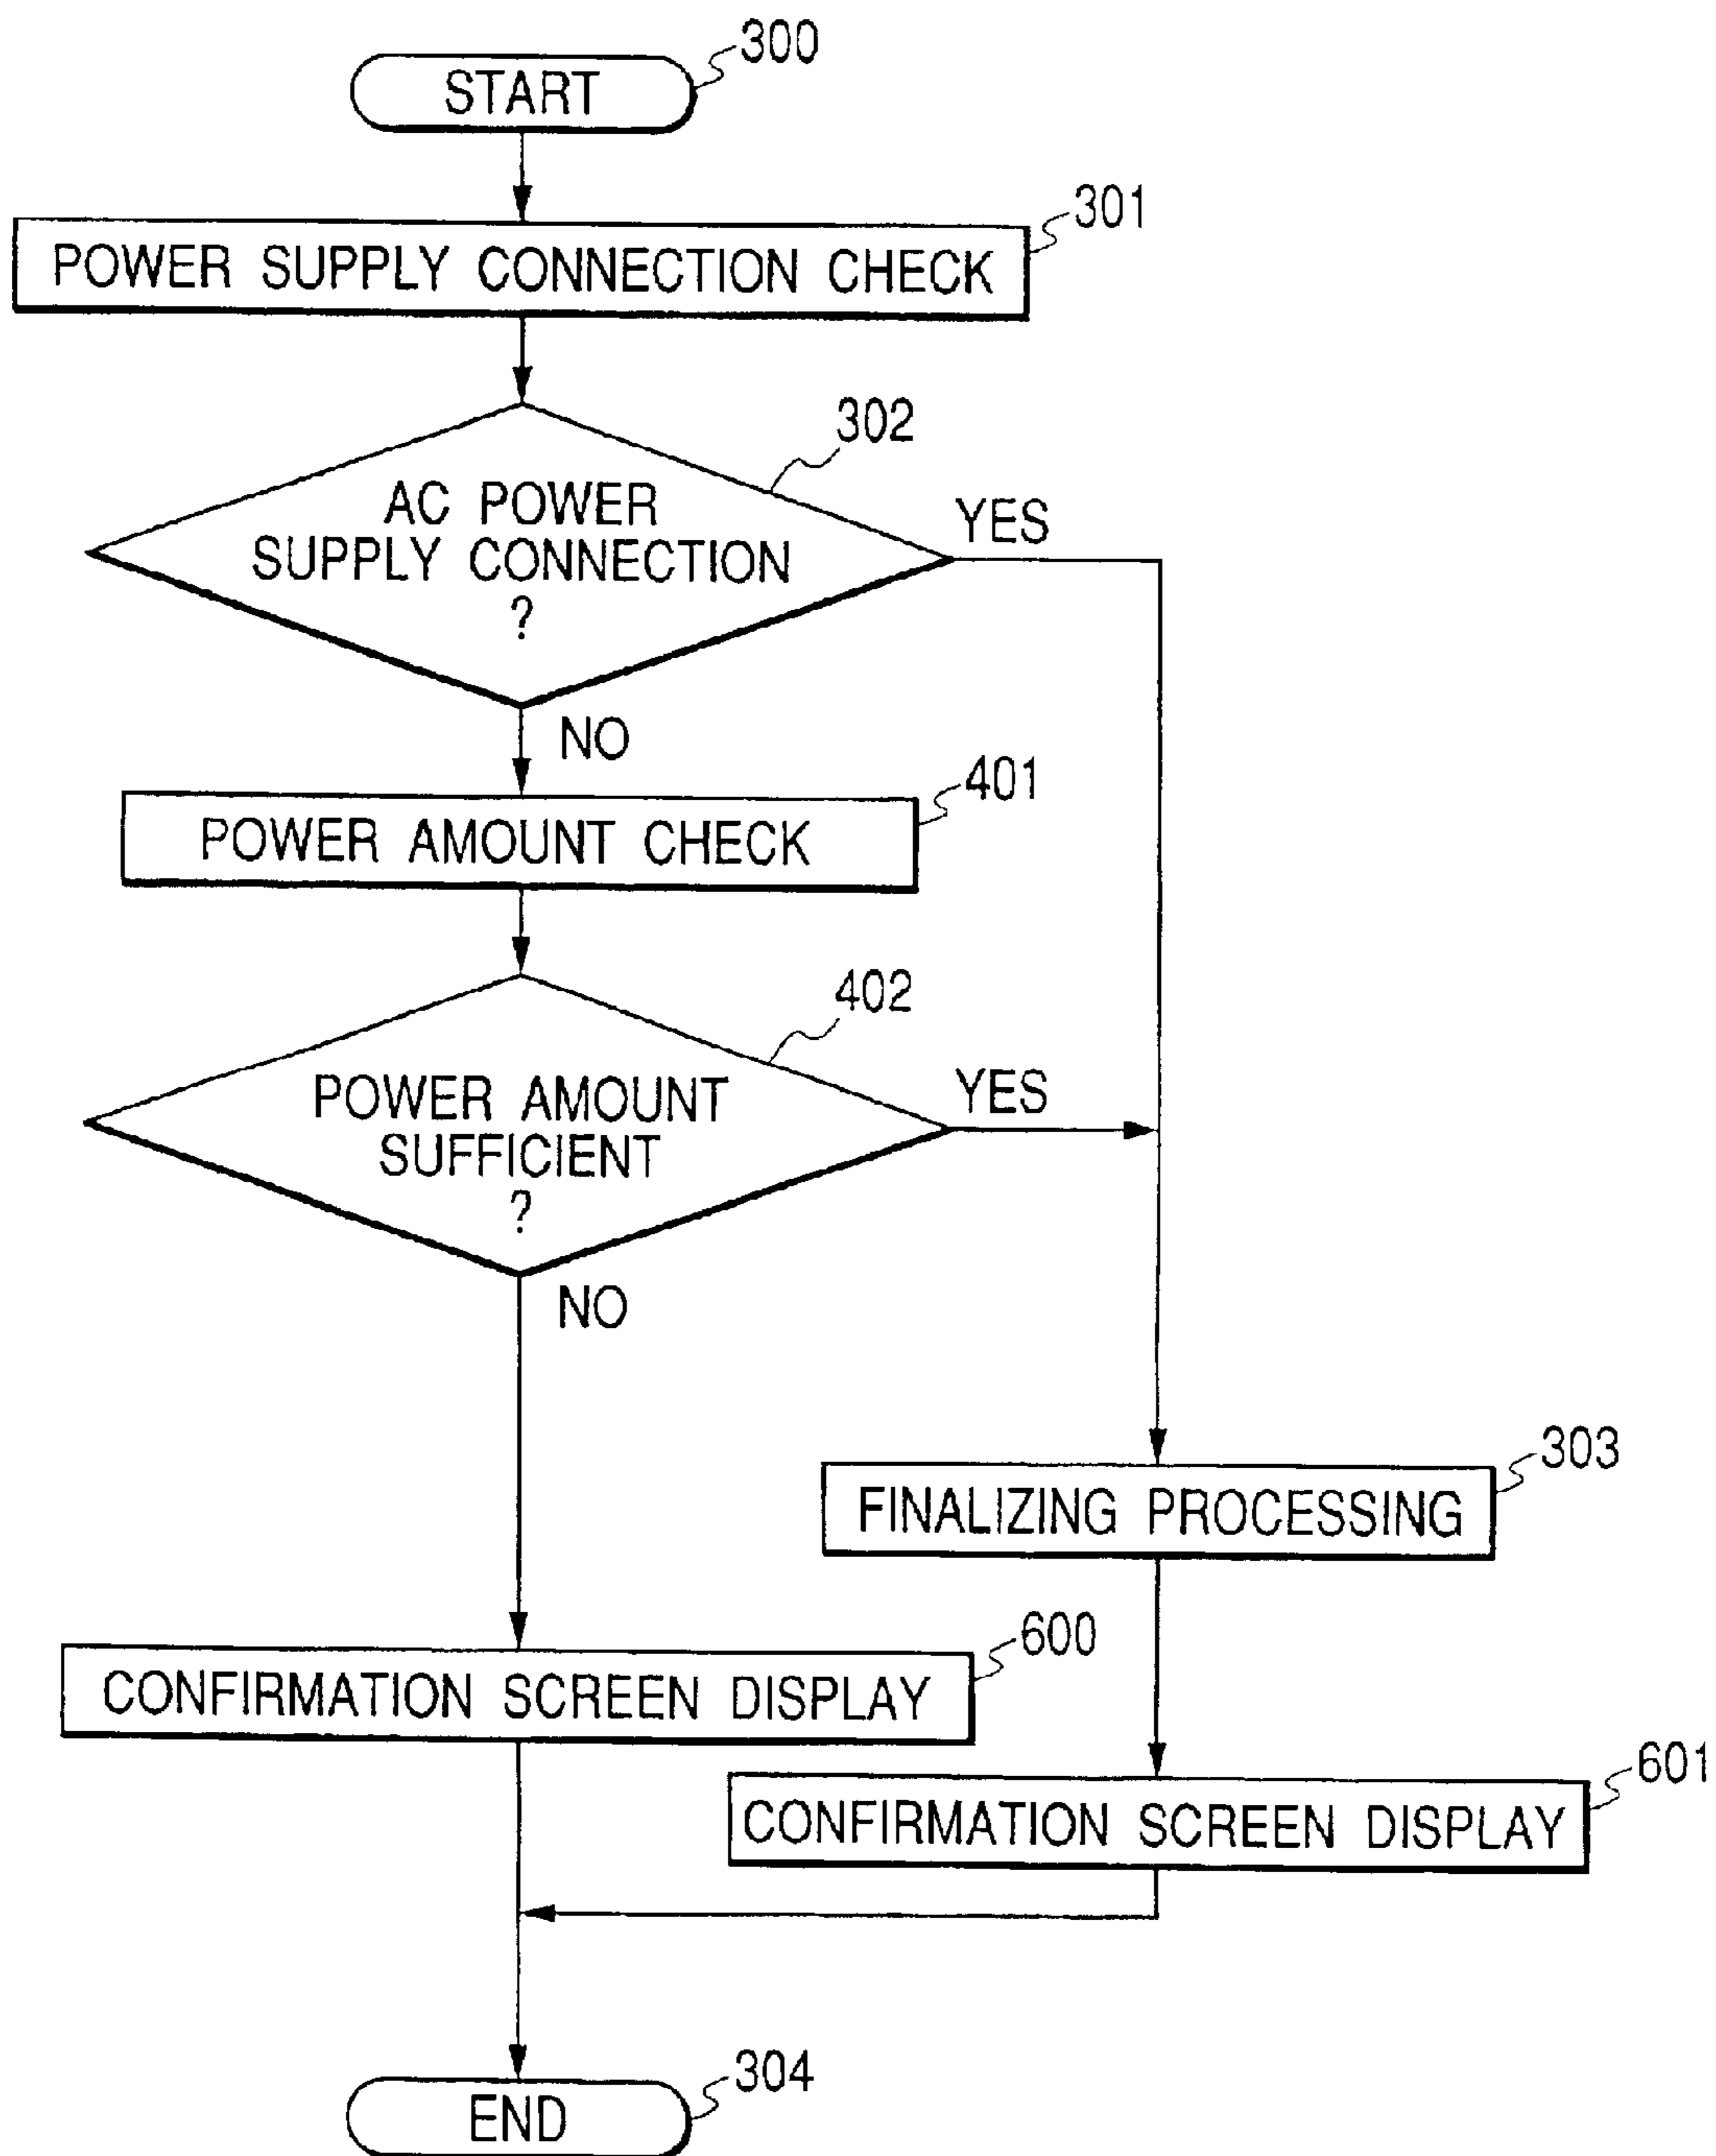 300
START
301
POWER SUPPLY CONNECTION CHECK
302
AC POWER
SUPPLY CONNECTION
?
YES
NO
401
POWER AMOUNT CHECK
402
POWER AMOUNT
SUFFICIENT
?
YES
NO
303
FINALIZING PROCESSING
600
CONFIRMATION SCREEN DISPLAY
601
CONFIRMATION SCREEN DISPLAY
304
END